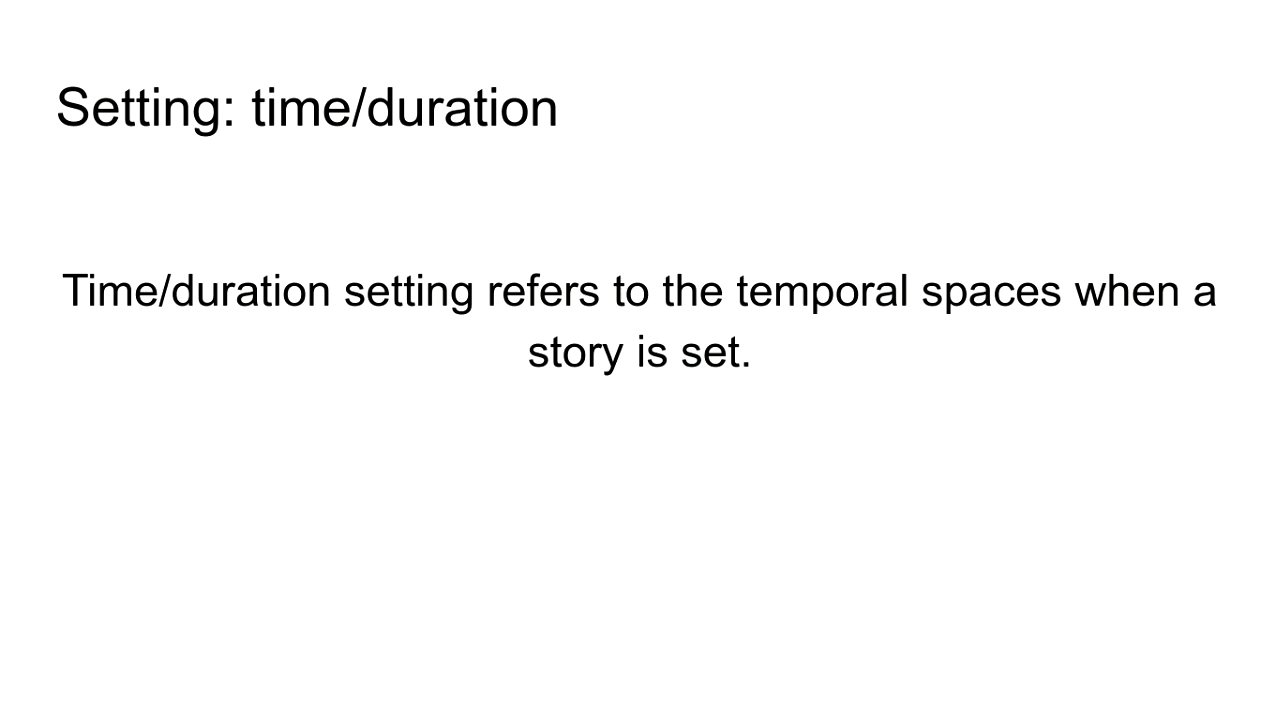 Setting: time/duration
Time/duration setting refers to the temporal spaces when a
story is set.